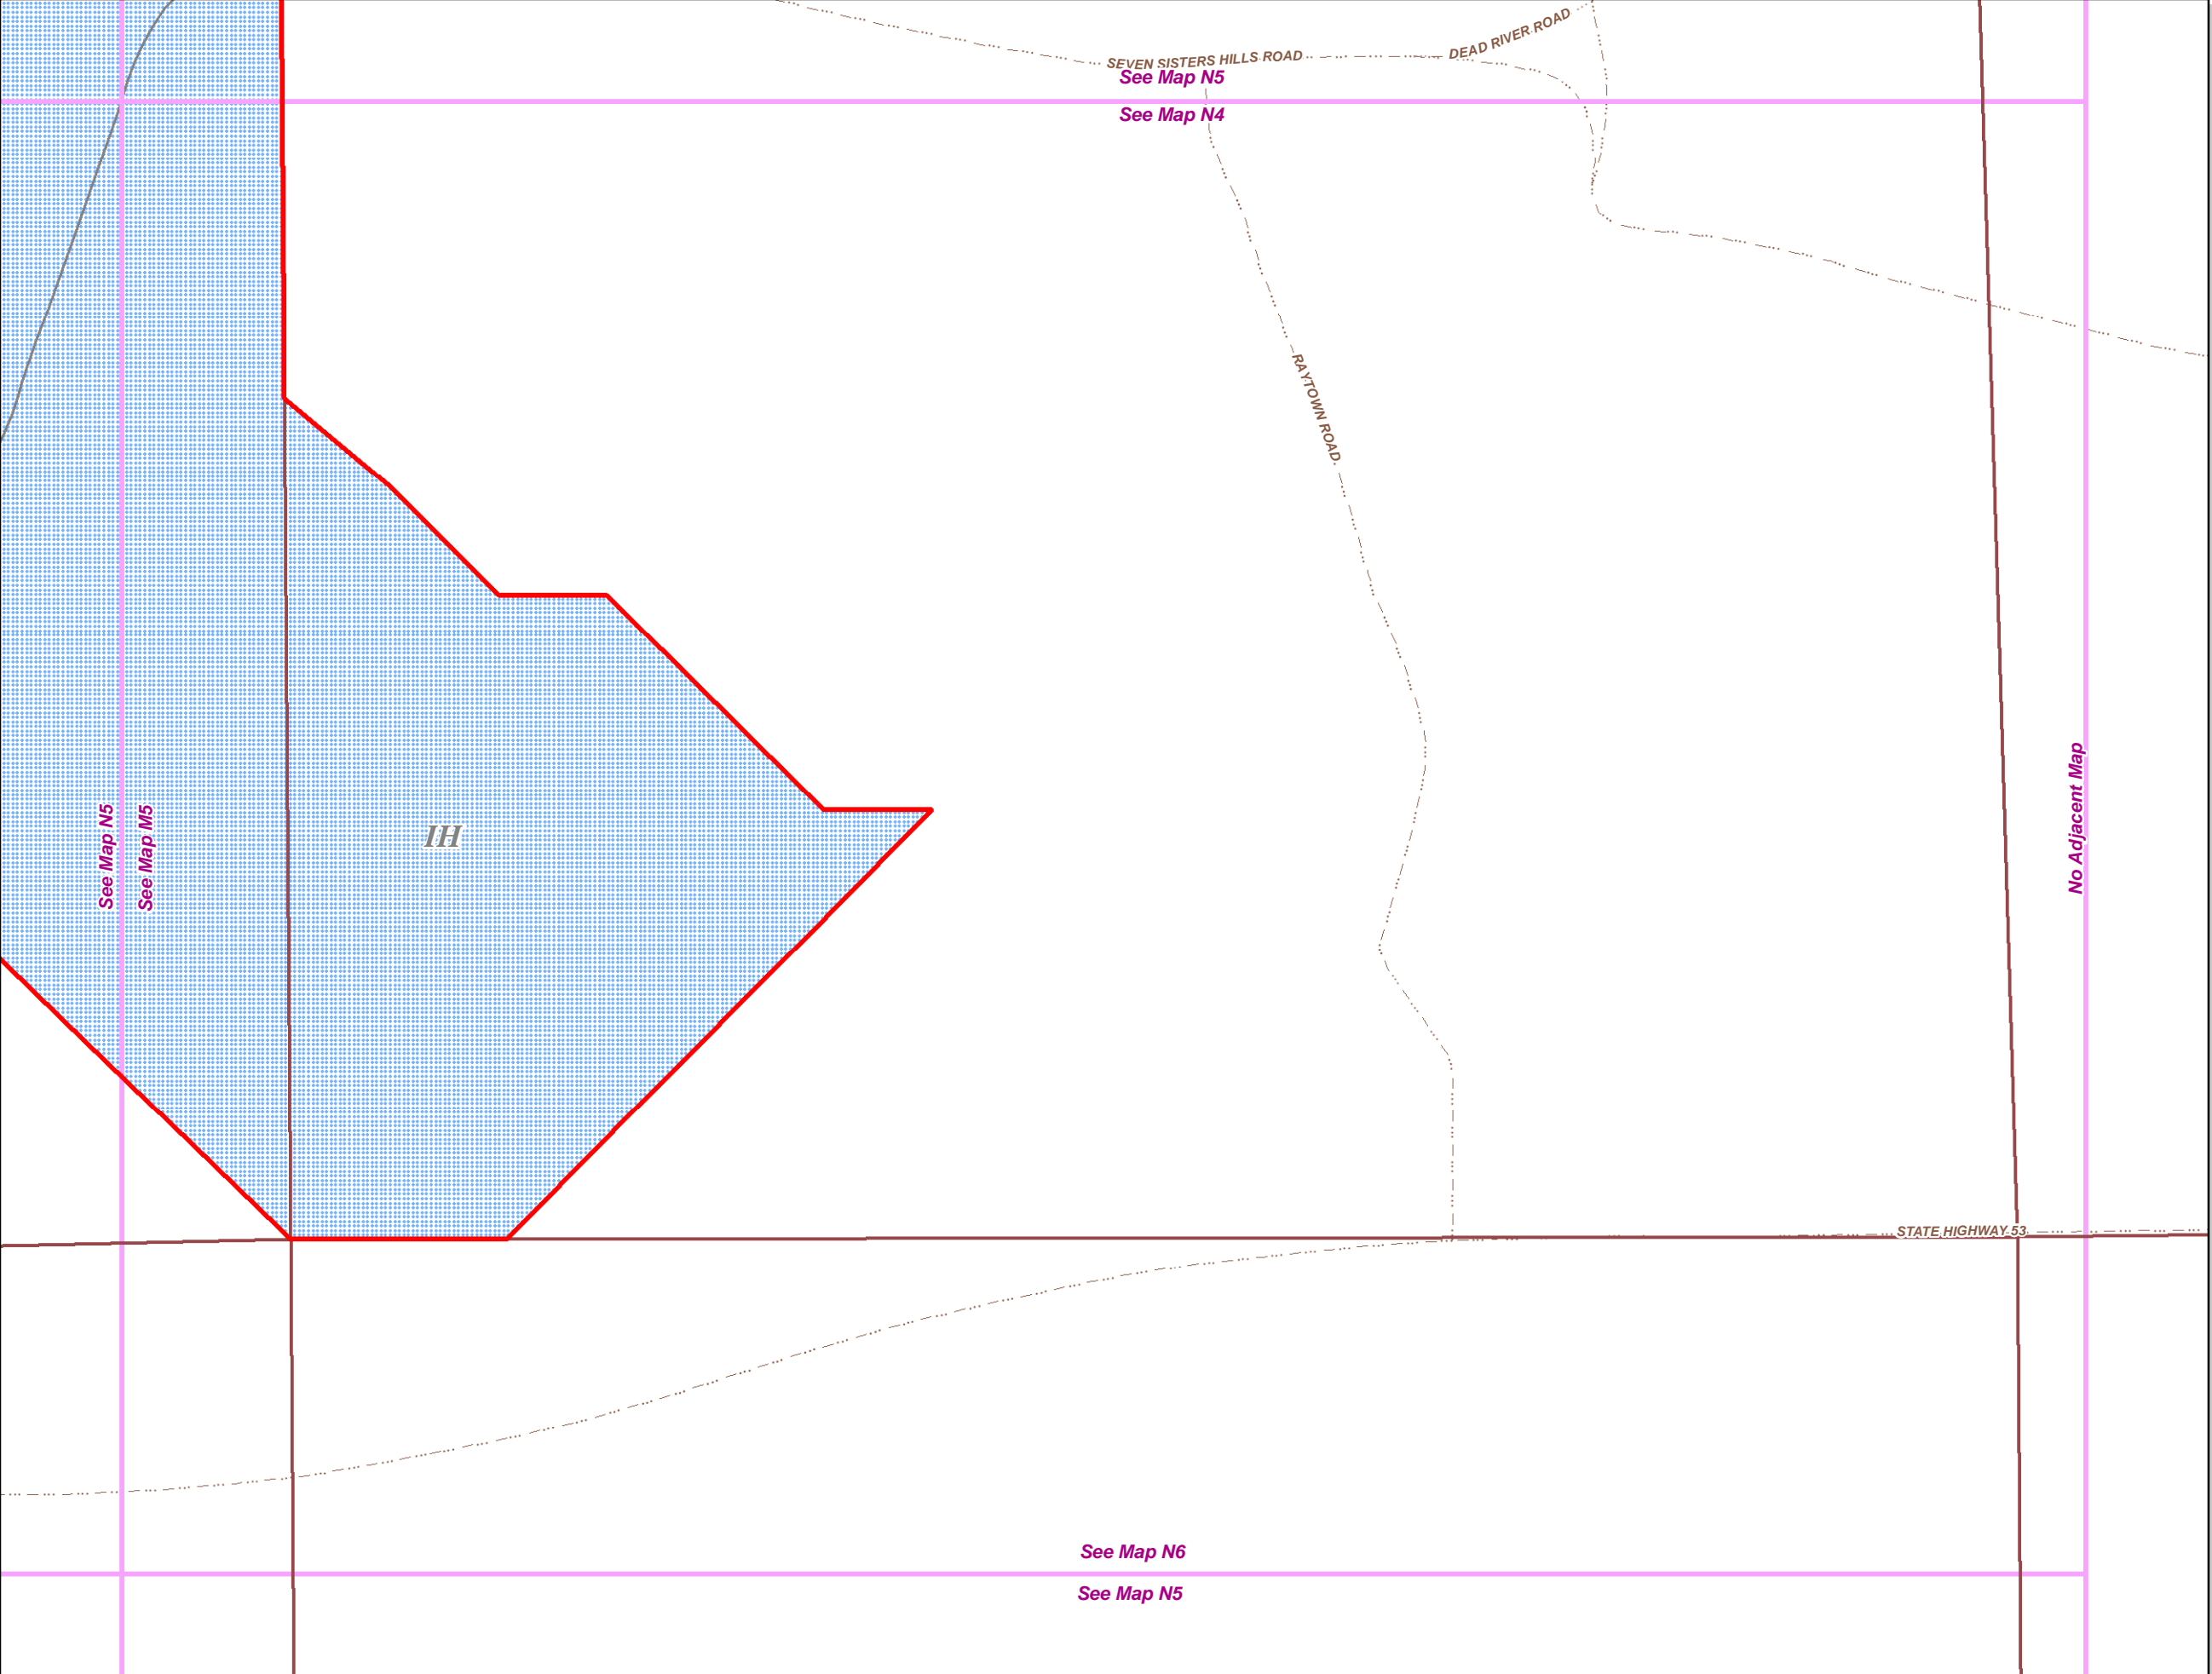 DEAD RIVER ROAD
SEVEN SISTERS HILLS ROAD
See Map N5
See Map N4
RAYTOWN ROAD
See Map N5
See Map M5
IH
No Adjacent Map
STATE HIGHWAY 53
See Map N6
See Map N5